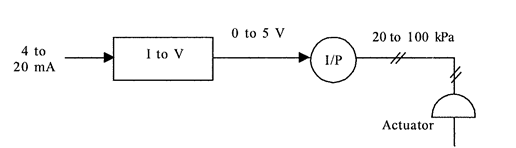 4 to
20 mA
I to V
0 to 5 V
I/P
20 to 100 kPa
Actuator